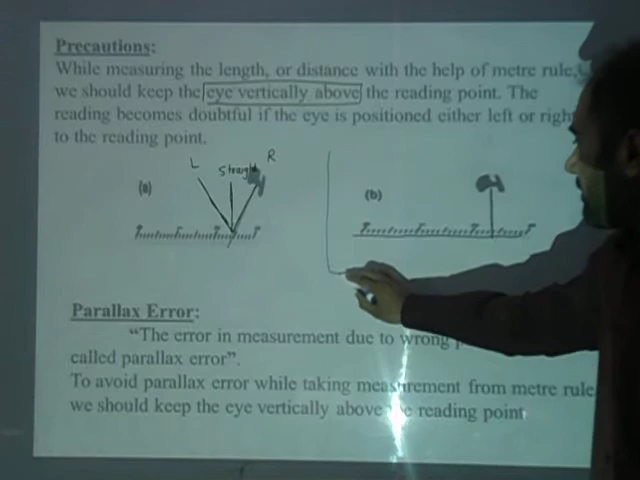 Precautions:
While measuring the length, or distance with the help of metre rule,
we should keep the eye vertically above the reading point. The
reading becomes doubtful if the eye is positioned either left or right
to the reading point.
L straight R
(a) (b)
Parallax Error:
“The error in measurement due to wrong
called parallax error”.
To avoid parallax error while taking measurement from metre rule
we should keep the eye vertically above the reading point